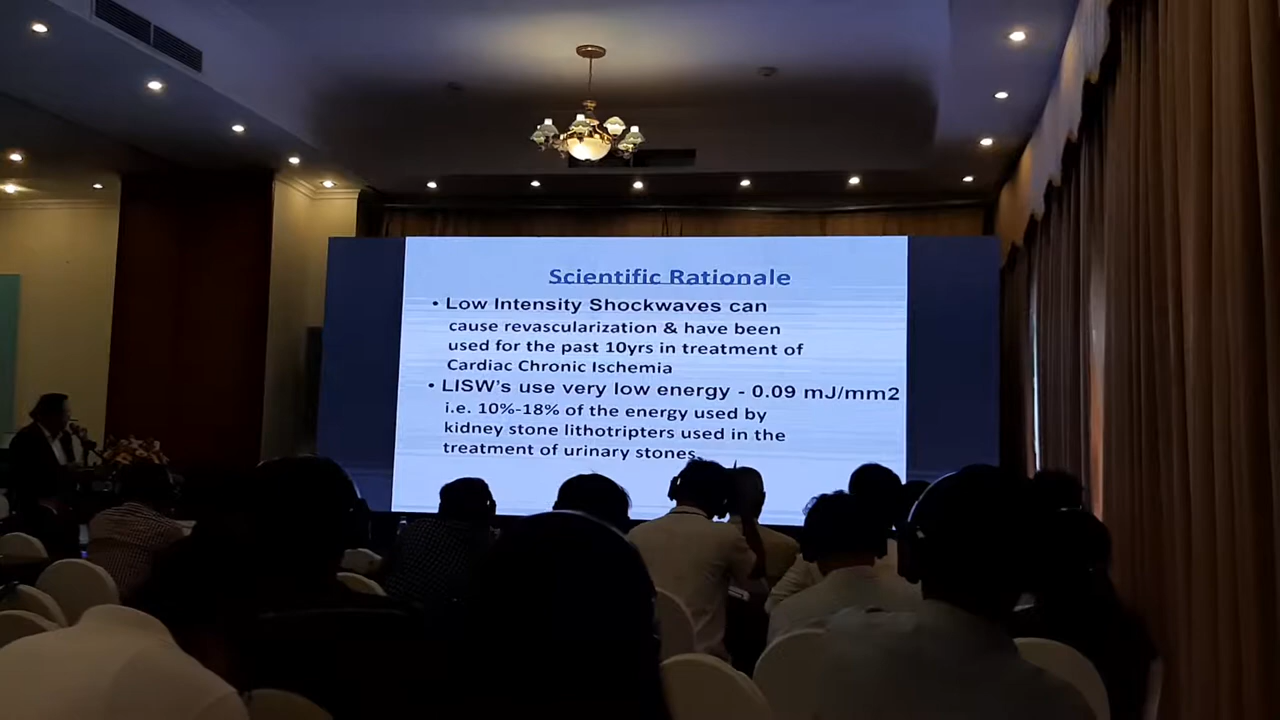 Scientific Rationale
• Low Intensity Shockwaves can
cause revascularization & have been
used for the past 10yrs in treatment of
Cardiac Chronic Ischemia
• LISW's use very low energy - 0.09 mJ/mm2
i.e. 10%-18% of the energy used by
kidney stone lithotripters used in the
treatment of urinary stones.